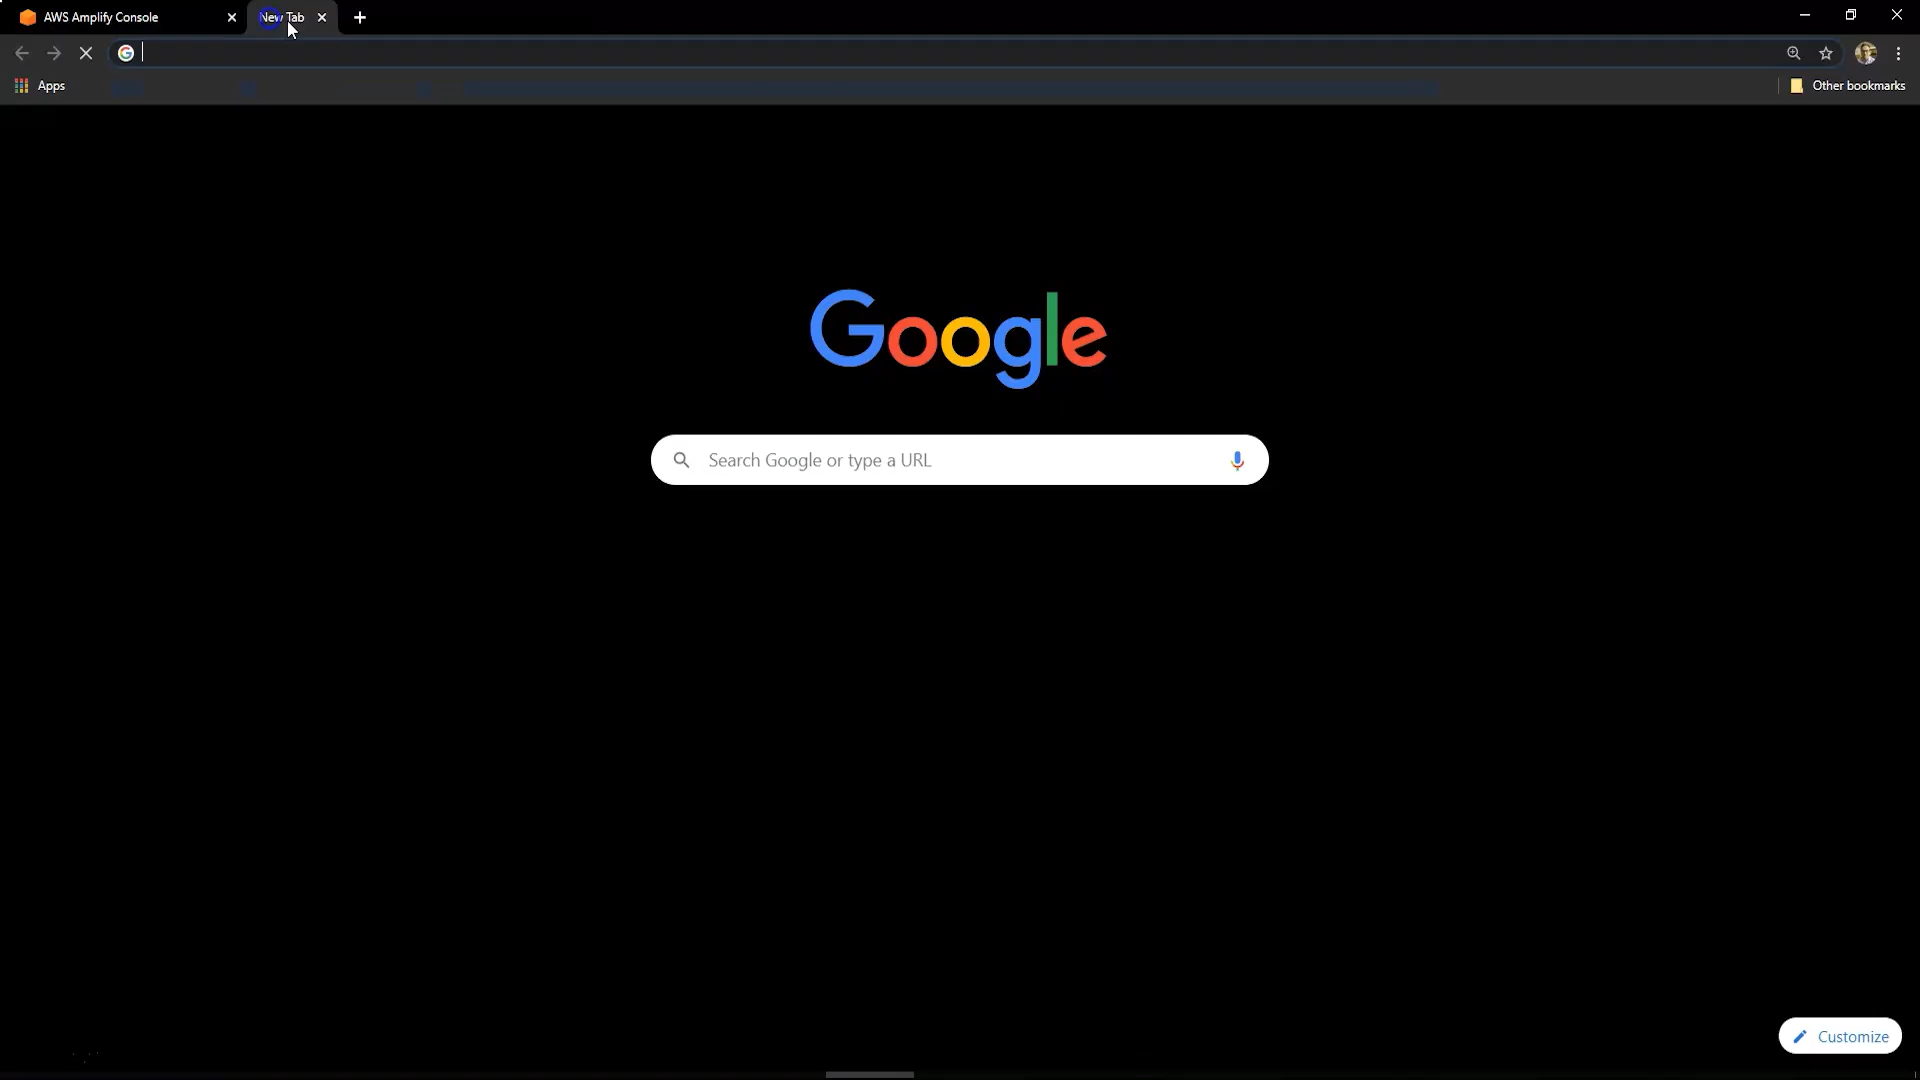 AWS Amplify Console
New Tab
Apps
Other bookmarks
Google
Search Google or type a URL
Customize